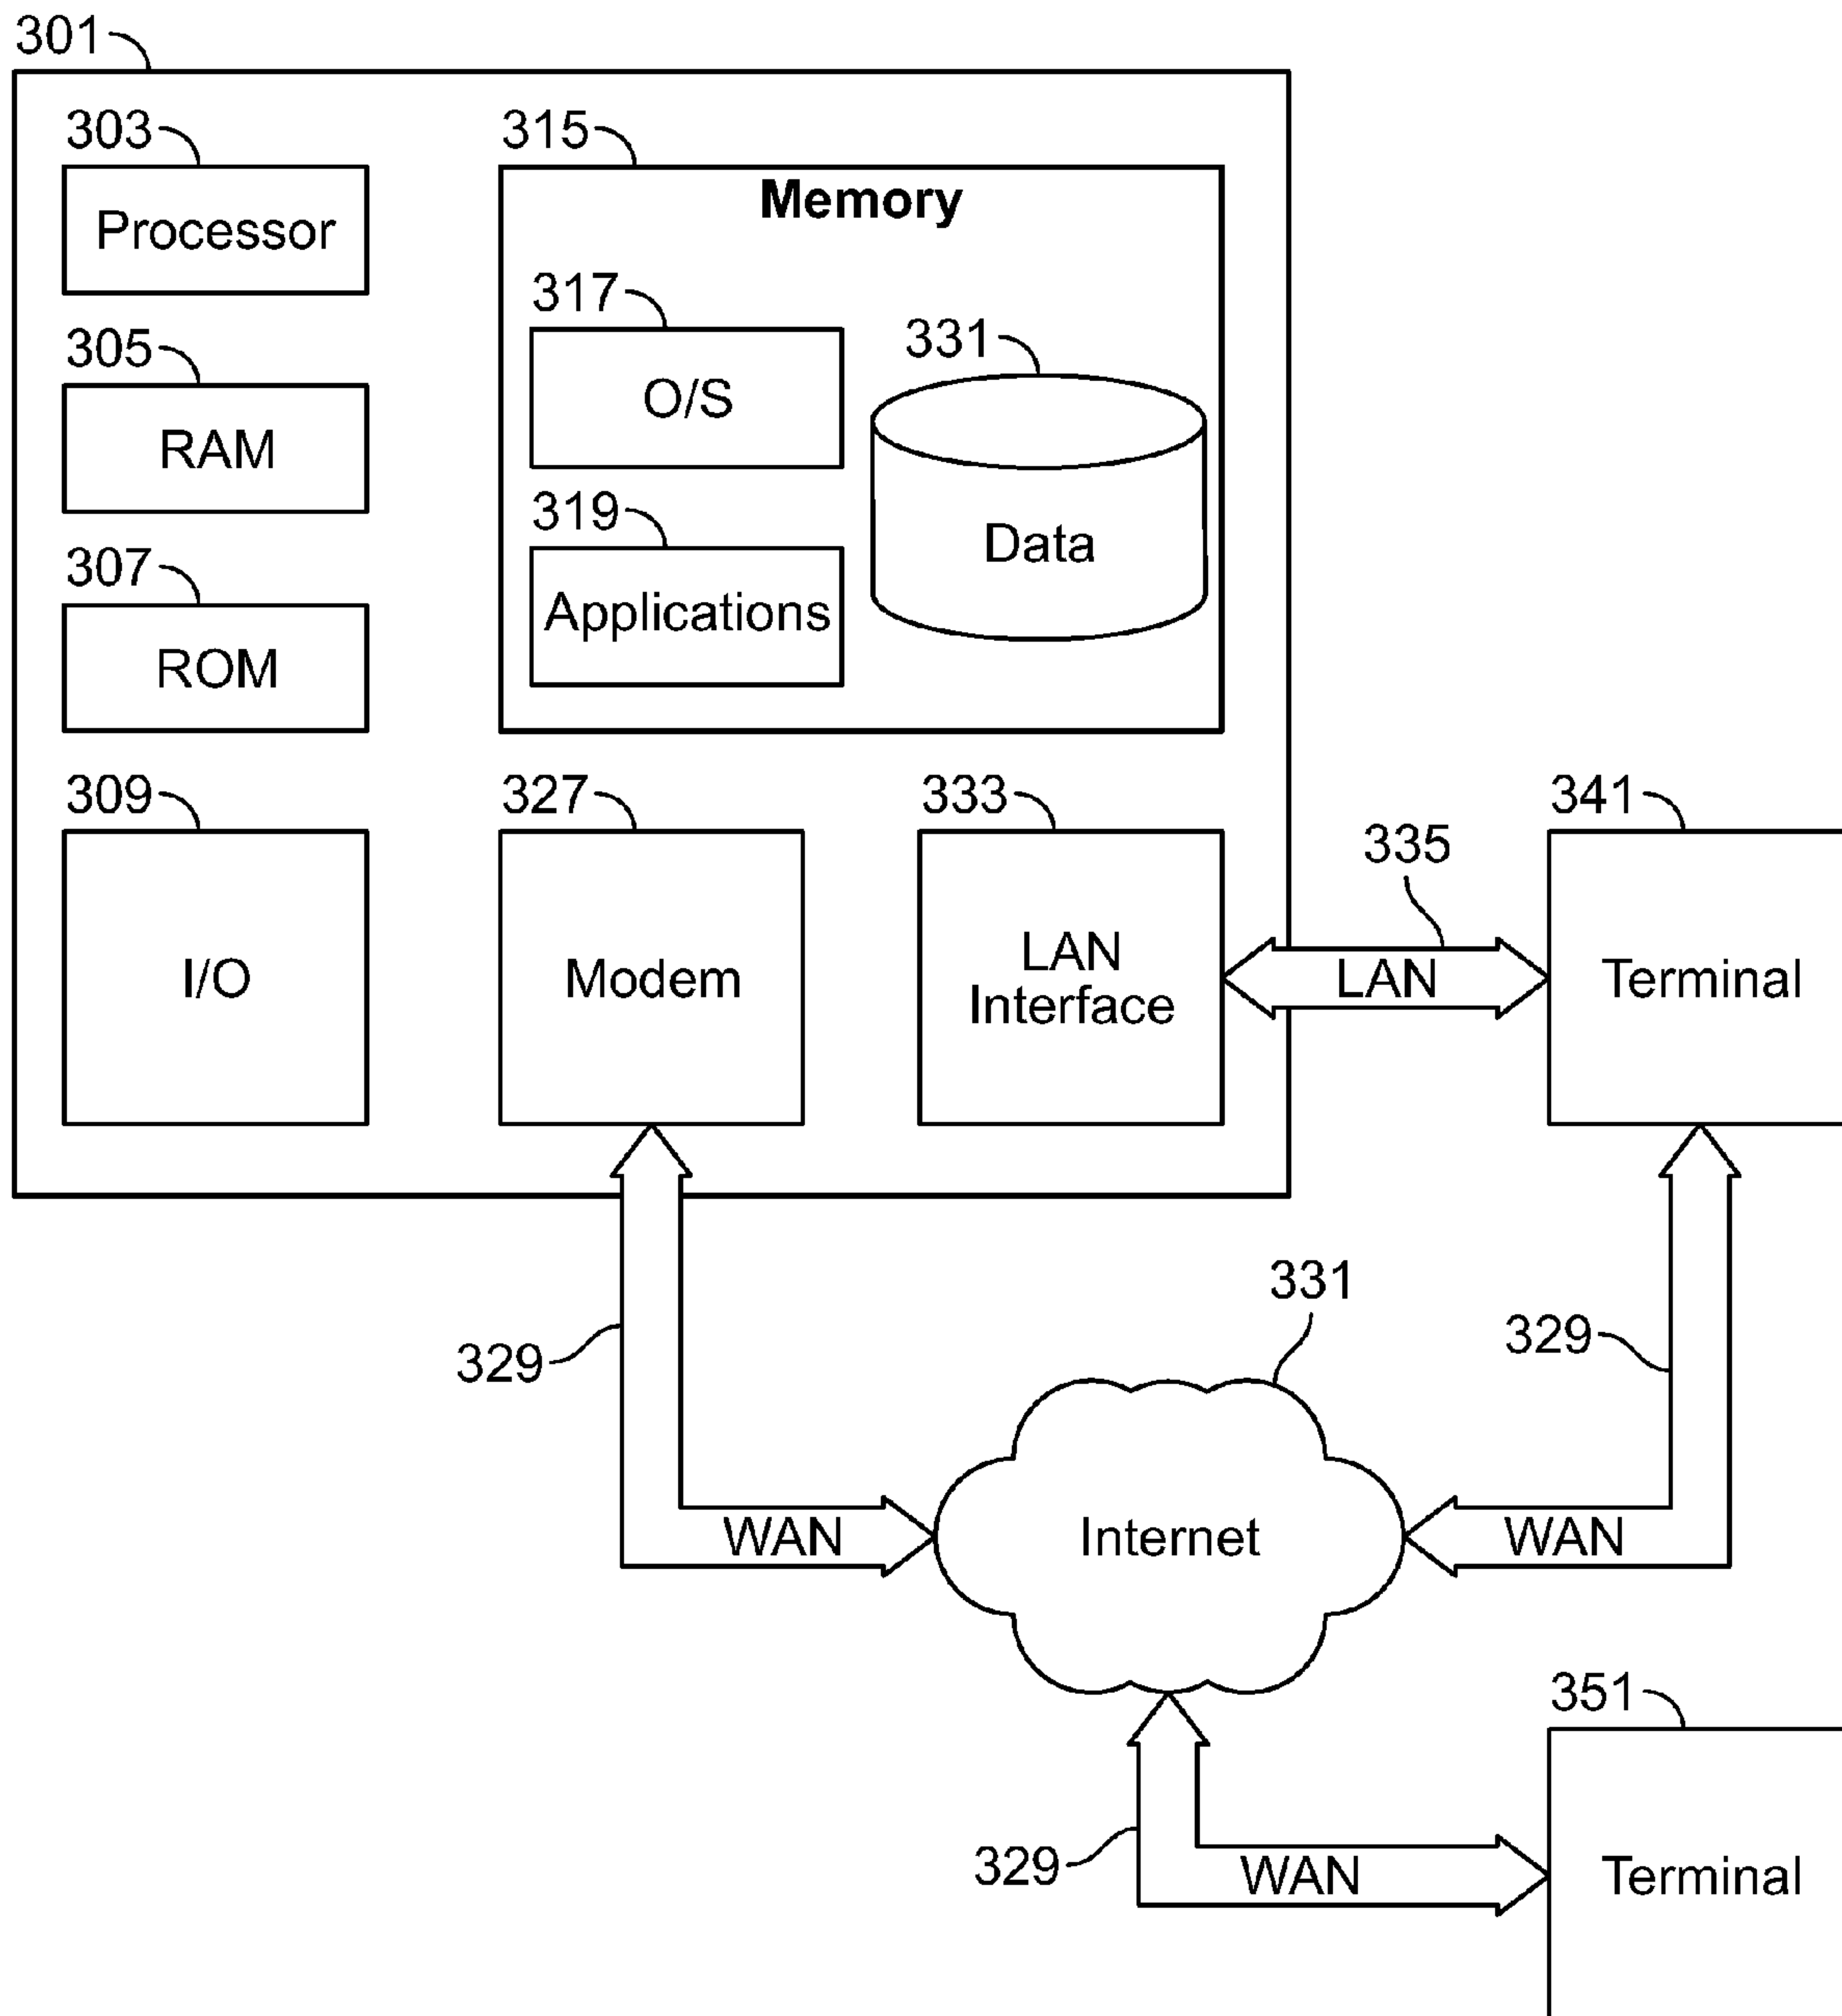 301
303
Processor
305
RAM
307
ROM
309
I/O
315
Memory
317
O/S
319
Applications
331
Data
327
Modem
333
LAN
Interface
335
LAN
341
Terminal
329
WAN
331
Internet
329
WAN
329
WAN
351
Terminal